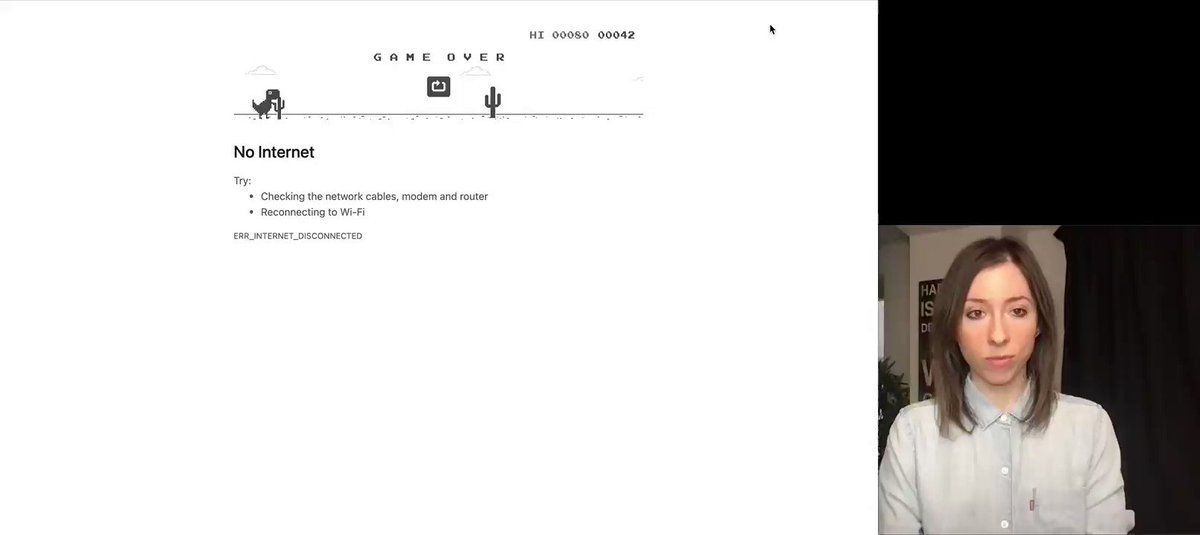 HI 00080 00042
GAME OVER
No Internet
Try:
• Checking the network cables, modem and router
• Reconnecting to Wi-Fi
ERR_INTERNET_DISCONNECTED
IS